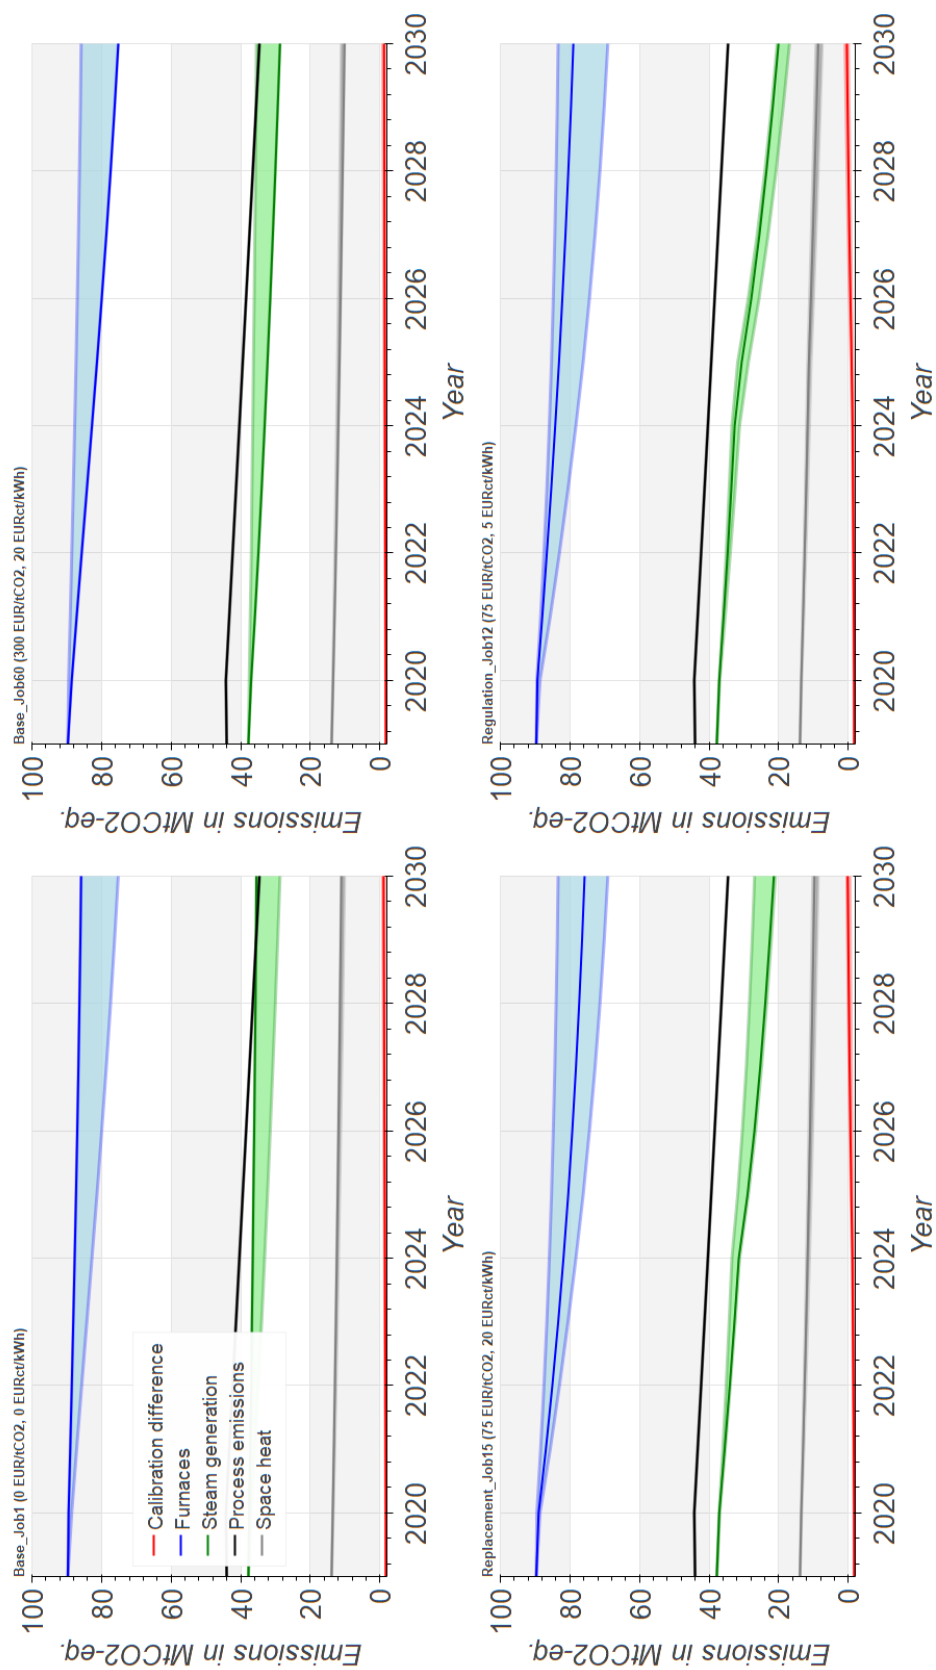 Base_Job1 (0 EUR/tCO2, 0 EURct/kWh)
100
80
60
40
20
0
Emissions in MtCO2-eq.
Calibration difference
Furnaces
Steam generation
Process emissions
Space heat
2020
2022
2024
2026
2028
2030
Year
Base_Job60 (300 EUR/tCO2, 20 EURct/kWh)
100
80
60
40
20
0
Emissions in MtCO2-eq.
2020
2022
2024
2026
2028
2030
Year
Replacement_Job15 (75 EUR/tCO2, 20 EURct/kWh)
100
80
60
40
20
0
Emissions in MtCO2-eq.
2020
2022
2024
2026
2028
2030
Year
Regulation_Job12 (75 EUR/tCO2, 5 EURct/kWh)
100
80
60
40
20
0
Emissions in MtCO2-eq.
2020
2022
2024
2026
2028
2030
Year